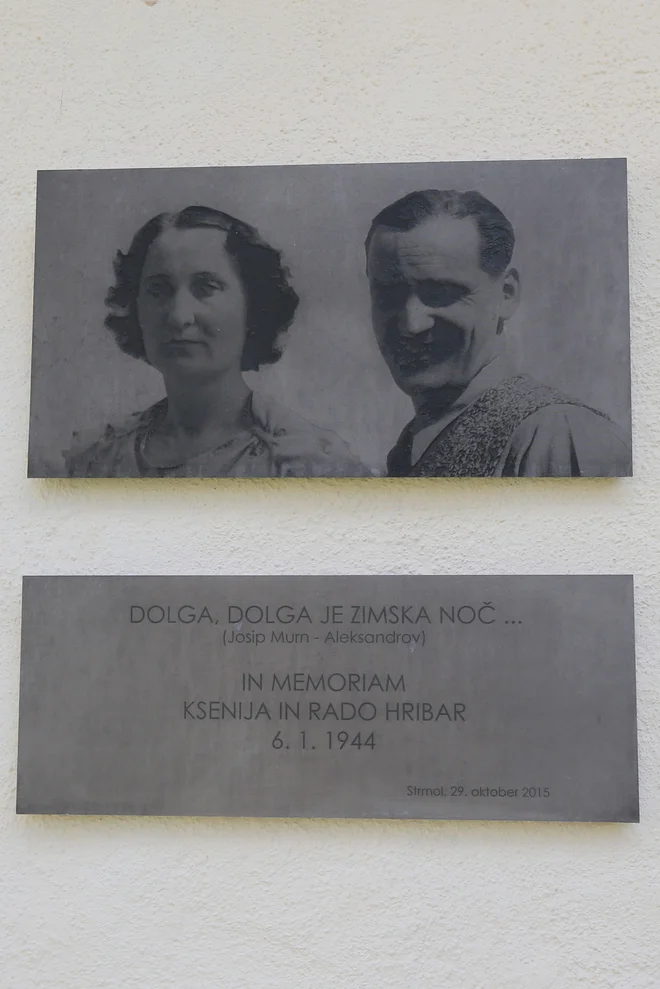 DOLGA, DOLGA JE ZIMSKA NOČ ...
(Josip Murn - Aleksandrov)
IN MEMORIAM
KSENIJA IN RADO HRIBAR
6. 1. 1944
Strmol, 29. oktober 2015